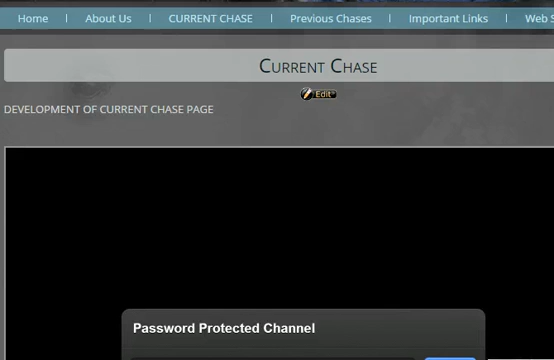 Home | About Us | CURRENT CHASE | Previous Chases | Important Links | Web S
Current Chase
Edit
DEVELOPMENT OF CURRENT CHASE PAGE
Password Protected Channel